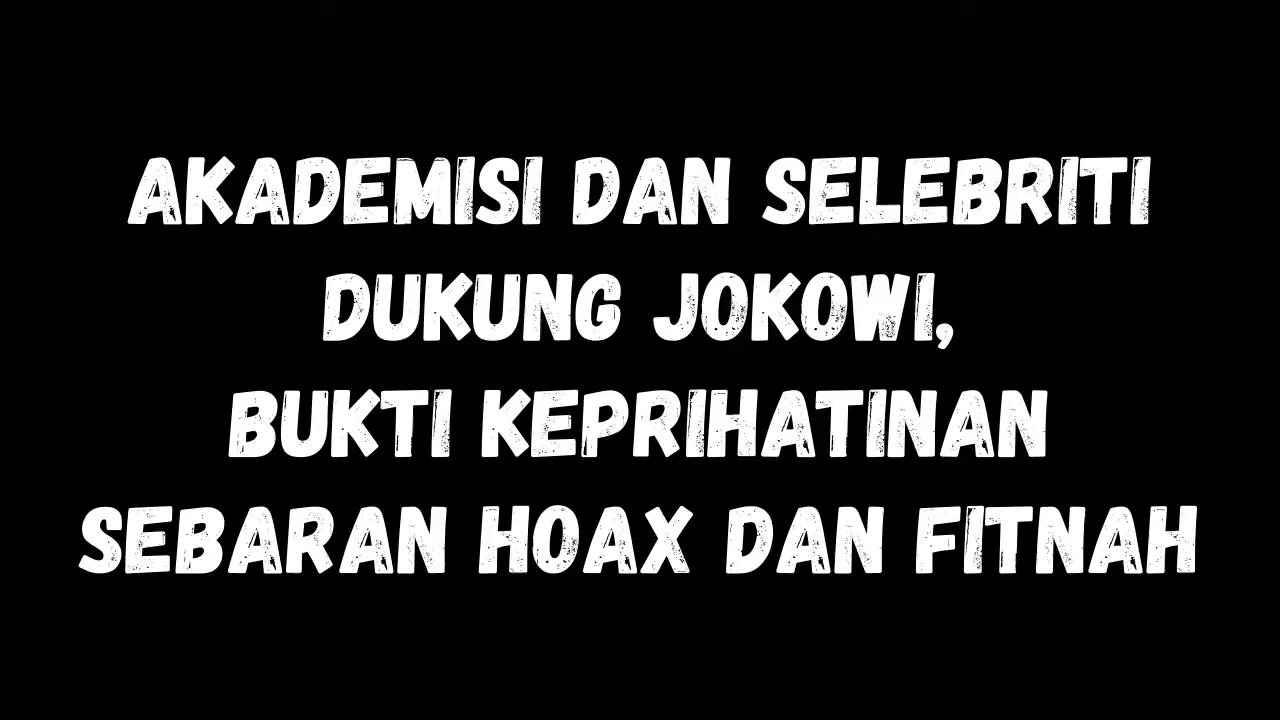 AKADEMISI DAN SELEBRITI
DUKUNG JOKOWI,
BUKTI KEPRIHATINAN
SEBARAN HOAX DAN FITNAH